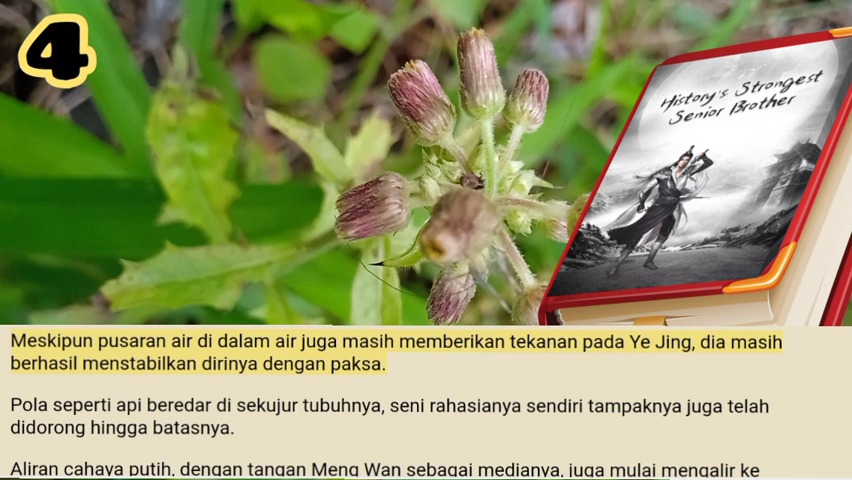 4
History's Strongest
Senior Brother
Meskipun pusaran air di dalam air juga masih memberikan tekanan pada Ye Jing, dia masih
berhasil menstabilkan dirinya dengan paksa.
Pola seperti api beredar di sekujur tubuhnya, seni rahasianya sendiri tampaknya juga telah
didorong hingga batasnya.
Aliran cahaya putih, dengan tangan Meng Wan sebagai medianya, juga mulai mengalir ke